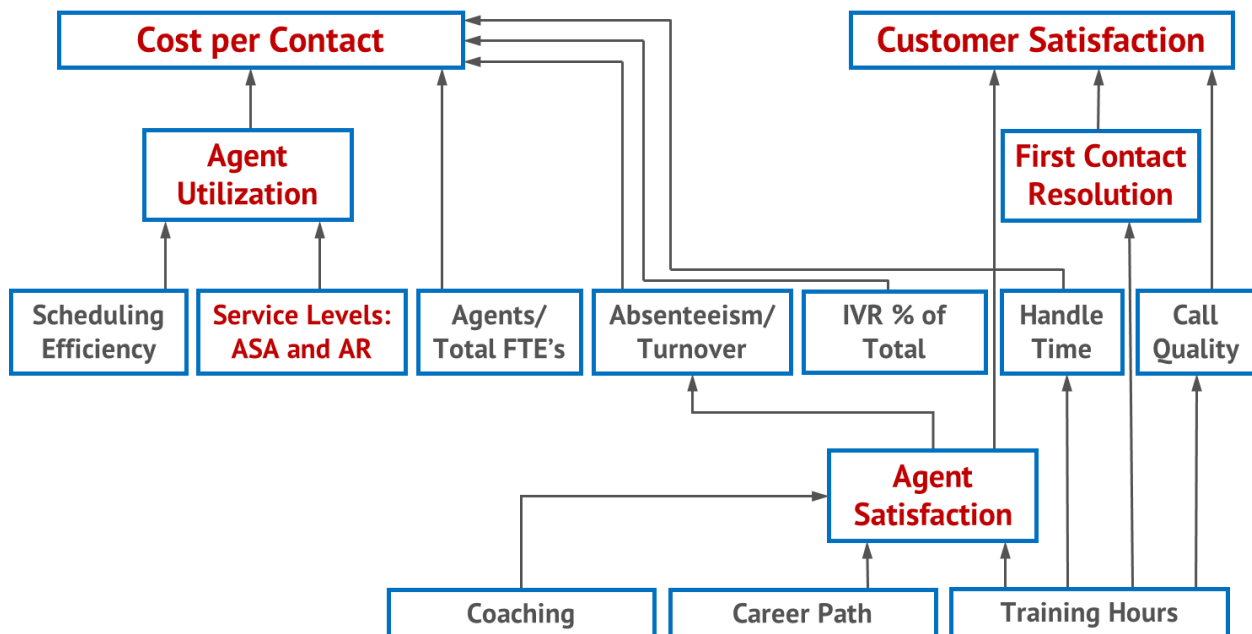 Cost per Contact
Customer Satisfaction
Agent
Utilization
First Contact
Resolution
Scheduling
Efficiency
Service Levels:
ASA and AR
Agents/
Total FTE's
Absenteeism/
Turnover
IVR % of
Total
Handle
Time
Call
Quality
Agent
Satisfaction
Coaching
Career Path
Training Hours